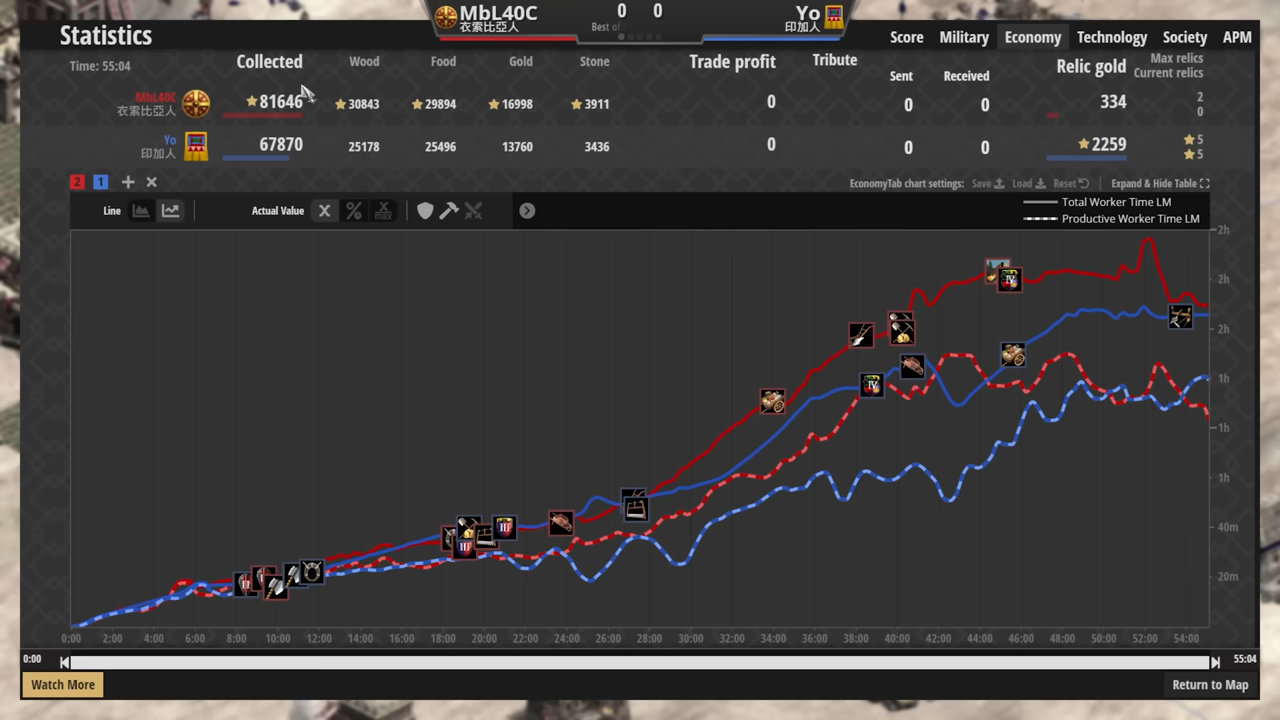 MbL40C 0 0 Yo
衣索比亞人 Best of 印加人
Statistics
Score Military Economy Technology Society APM
Time: 55:04 Collected Wood Food Gold Stone Trade profit Tribute Sent Received Relic gold Max relics
Current relics
MbL40C 81646 30843 29894 16998 3911 0 0 0 334 2
衣索比亞人 0
Yo 67870 25178 25496 13760 3436 0 0 0 2259 5
印加人 5
2 1 + × EconomyTab chart settings: Save Load Reset Expand & Hide Table
Line Actual Value X % X MAX Total Worker Time LM
Productive Worker Time LM
2h
2h
2h
1h
1h
1h
40m
20m
0:00 2:00 4:00 6:00 8:00 10:00 12:00 14:00 16:00 18:00 20:00 22:00 24:00 26:00 28:00 30:00 32:00 34:00 36:00 38:00 40:00 42:00 44:00 46:00 48:00 50:00 52:00 54:00
0:00 55:04
Watch More Return to Map